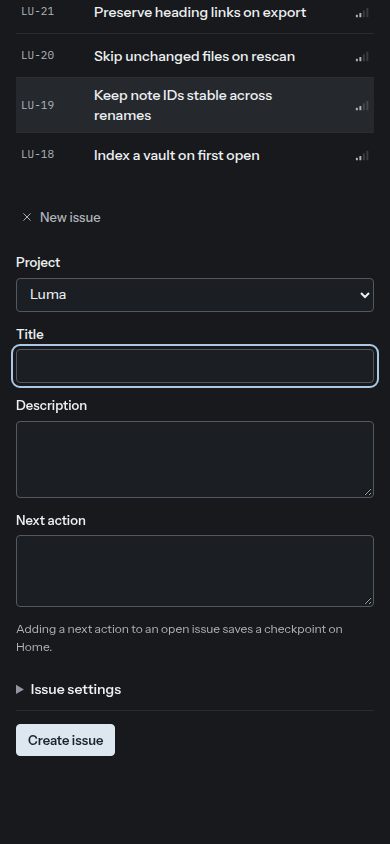 LU-21
Preserve heading links on export
LU-20
Skip unchanged files on rescan
LU-19
Keep note IDs stable across
renames
LU-18
Index a vault on first open
New issue
Project
Luma
Title
Description
Next action
Adding a next action to an open issue saves a checkpoint on
Home.
Issue settings
Create issue